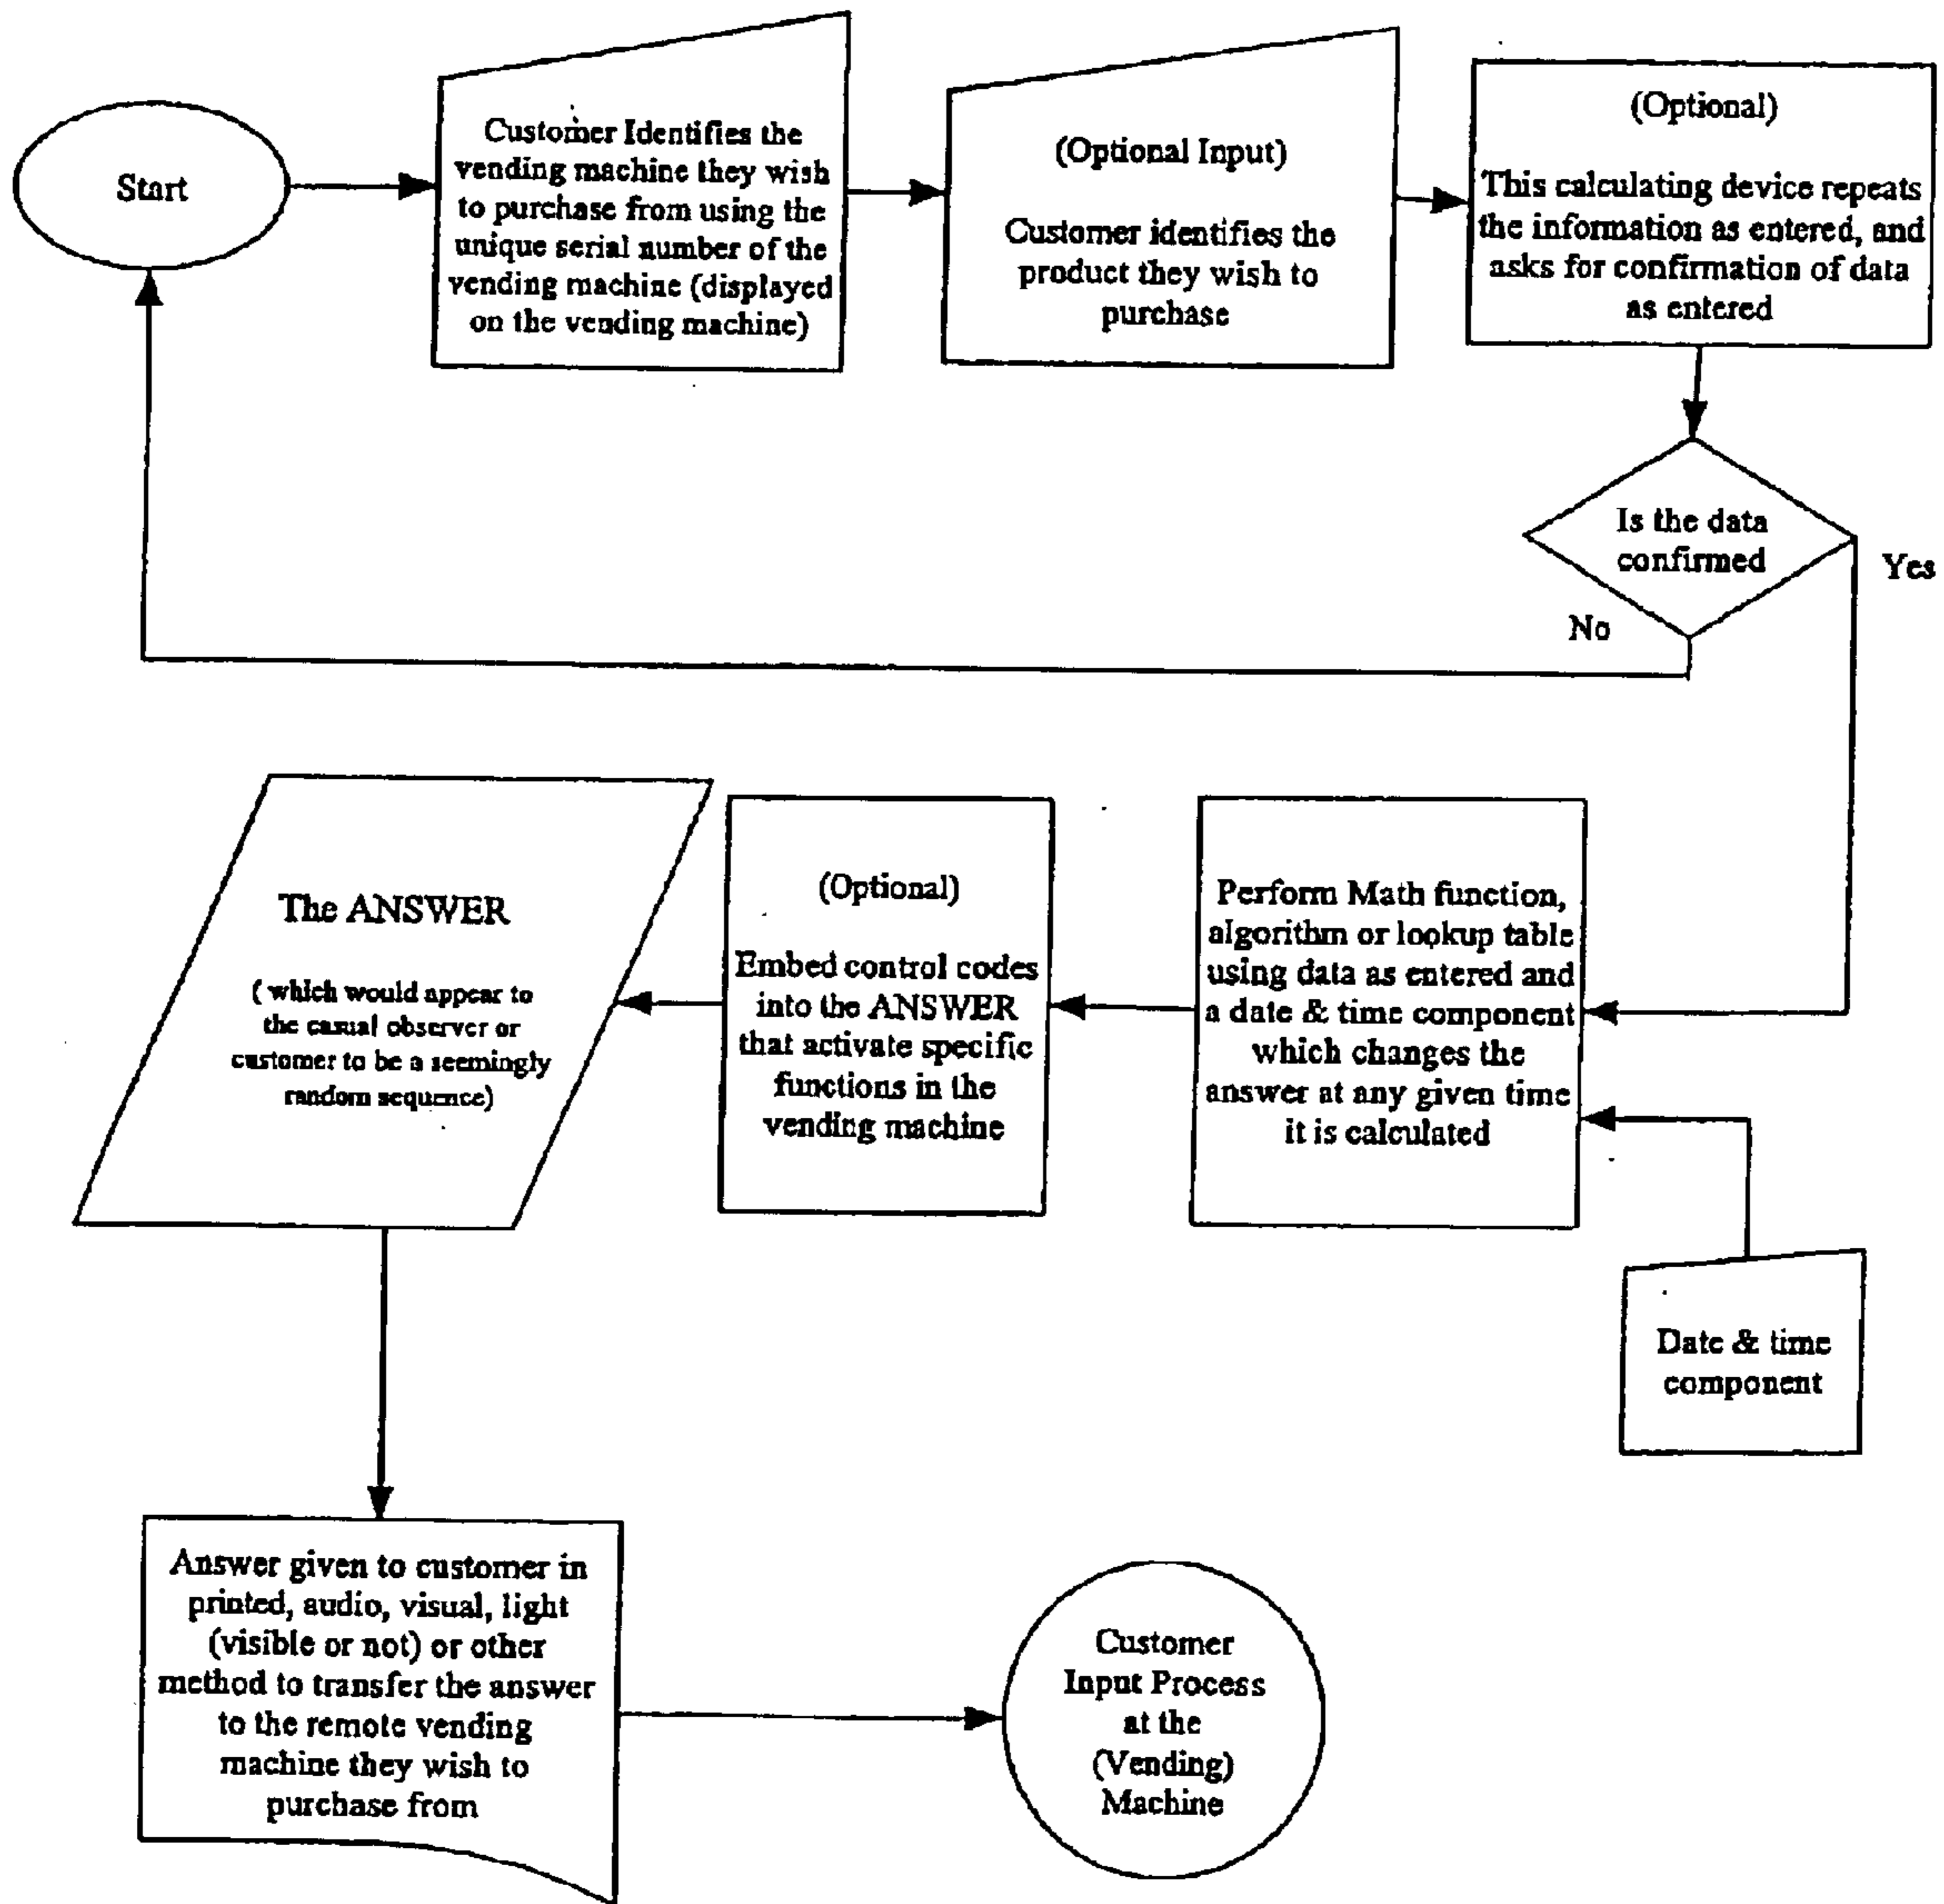 Start
Customer Identifies the
vending machine they wish
to purchase from using the
unique serial number of the
vending machine (displayed
on the vending machine)
(Optional Input)
Customer identifies the
product they wish to
purchase
(Optional)
This calculating device repeats
the information as entered, and
asks for confirmation of data
as entered
Is the data
confirmed
Yes
No
The ANSWER
( which would appear to
the casual observer or
customer to be a seemingly
random sequence)
(Optional)
Embed control codes
into the ANSWER
that activate specific
functions in the
vending machine
Perform Math function,
algorithm or lookup table
using data as entered and
a date & time component
which changes the
answer at any given time
it is calculated
Date & time
component
Answer given to customer in
printed, audio, visual, light
(visible or not) or other
method to transfer the answer
to the remote vending
machine they wish to
purchase from
Customer
Input Process
at the
(Vending)
Machine